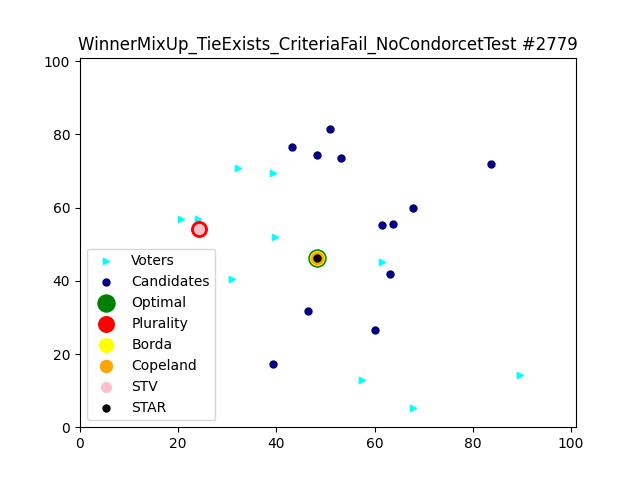 WinnerMixUp_TieExists_CriteriaFail_NoCondorcetTest #2779
100
80
60
40
20
0
Voters
Candidates
Optimal
Plurality
Borda
Copeland
STV
STAR
0 20 40 60 80 100